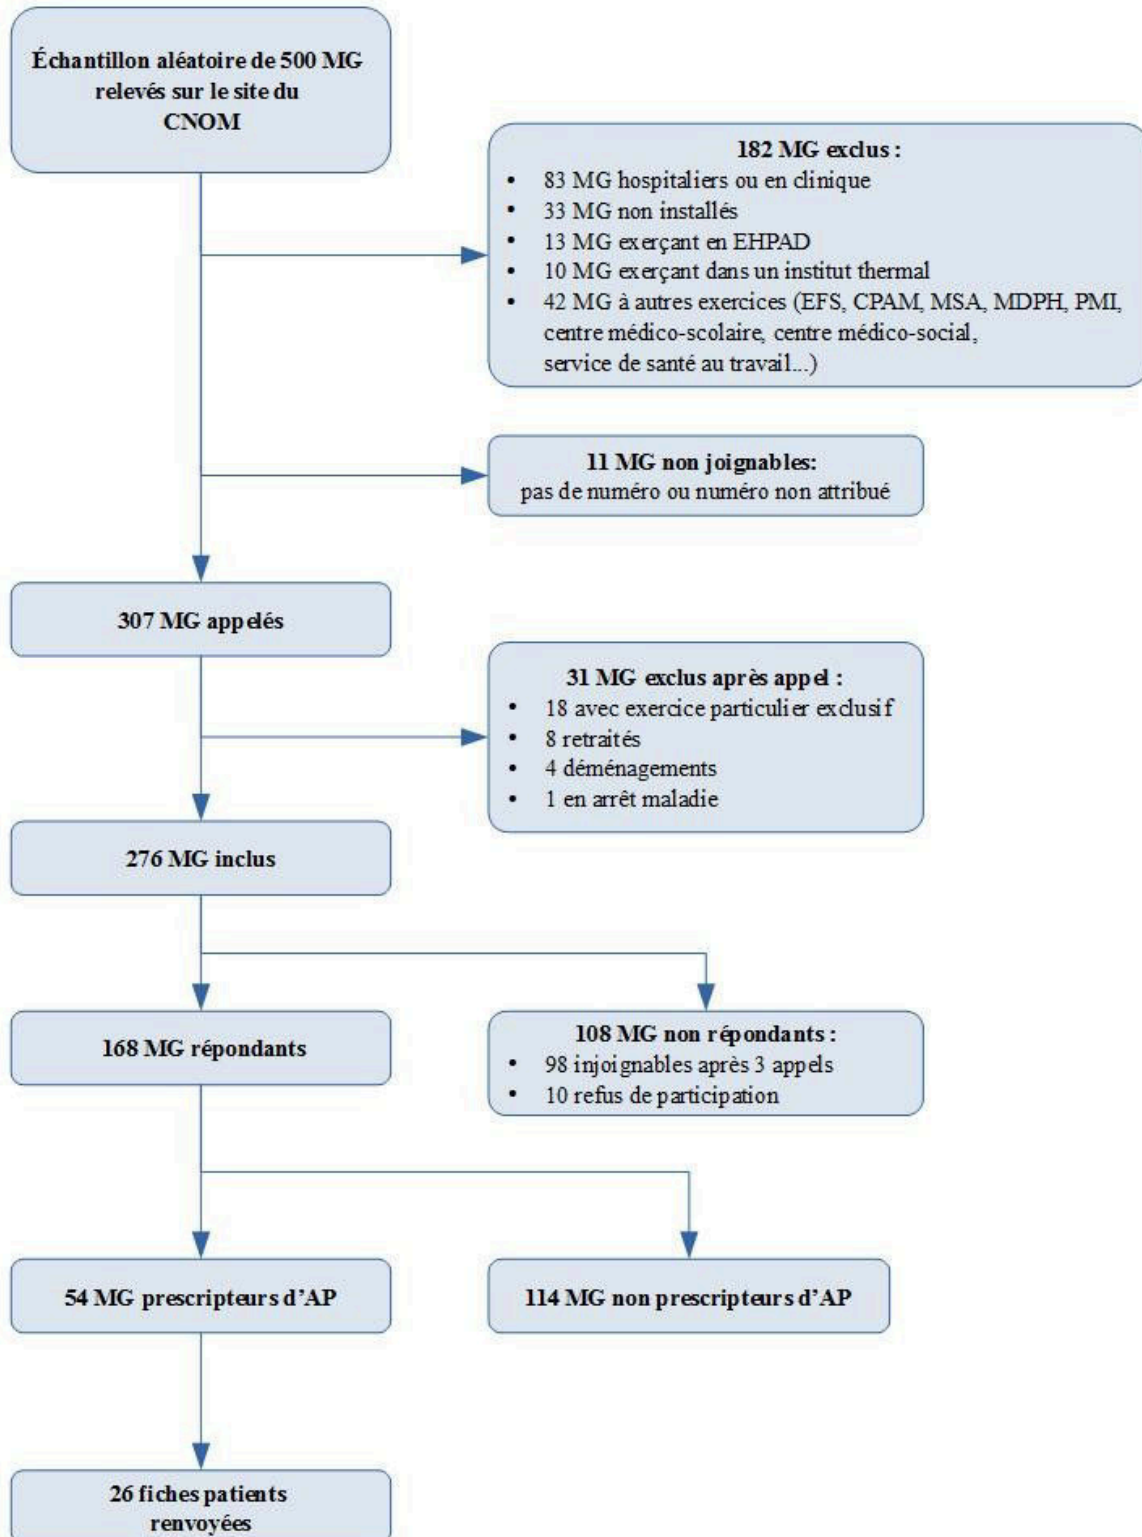 Échantillon aléatoire de 500 MG
relevés sur le site du
CNOM
182 MG exclus :
• 83 MG hospitaliers ou en clinique
• 33 MG non installés
• 13 MG exerçant en EHPAD
• 10 MG exerçant dans un institut thermal
• 42 MG à autres exercices (EFS, CPAM, MSA, MDPH, PMI,
centre médico-scolaire, centre médico-social,
service de santé au travail...)
11 MG non joignables:
pas de numéro ou numéro non attribué
307 MG appelés
31 MG exclus après appel :
• 18 avec exercice particulier exclusif
• 8 retraités
• 4 déménagements
• 1 en arrêt maladie
276 MG inclus
168 MG répondants
108 MG non répondants :
• 98 injoignables après 3 appels
• 10 refus de participation
54 MG prescripteurs d’AP
114 MG non prescripteurs d’AP
26 fiches patients
renvoyées